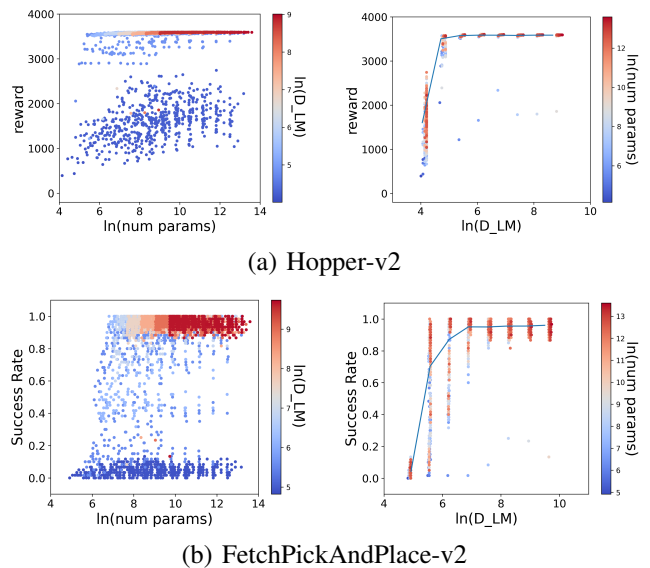 4000
3000
2000
1000
0
reward
4 6 8 10 12 14
ln(num params)
9
8
7
6
5
ln(D_LM)
4000
3000
2000
1000
0
reward
4 6 8 10
ln(D_LM)
12
10
8
6
ln(num params)
(a) Hopper-v2
1.0
0.8
0.6
0.4
0.2
0.0
Success Rate
4 6 8 10 12 14
ln(num params)
9
8
7
6
5
ln(D_LM)
1.0
0.8
0.6
0.4
0.2
0.0
Success Rate
4 6 8 10
ln(D_LM)
13
12
11
10
9
8
7
6
5
ln(num params)
(b) FetchPickAndPlace-v2